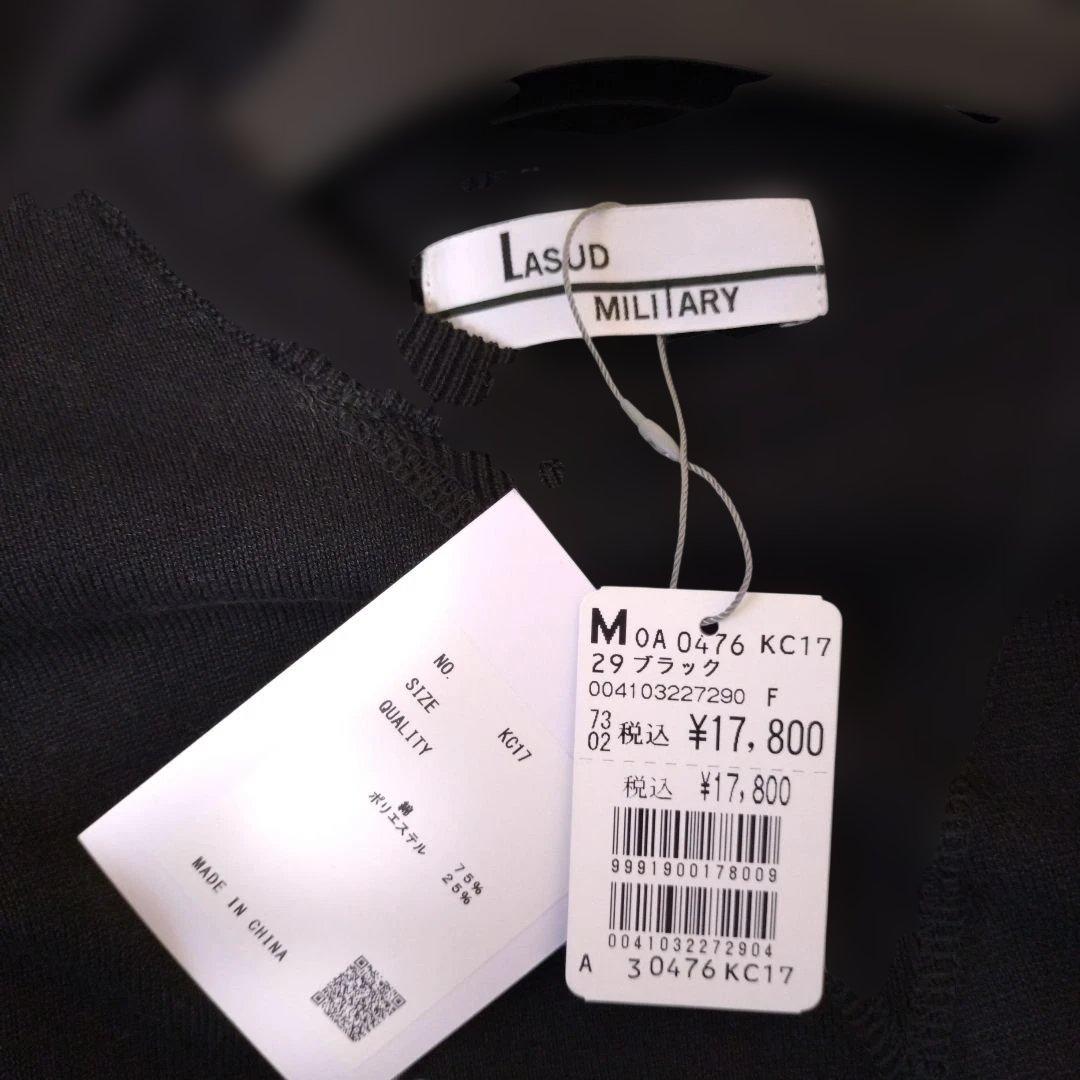 LASUD
MILITARY
NO.
SIZE
QUALITY
KC17
綿
ポリエステル
75%
25%
MADE IN CHINA
M 0A 0476 KC17
29 ブラック
004103227290 F
73
02 税込 ¥17,800
税込 ¥17,800
9991900178009
0041032272904
A 3 0476 KC17